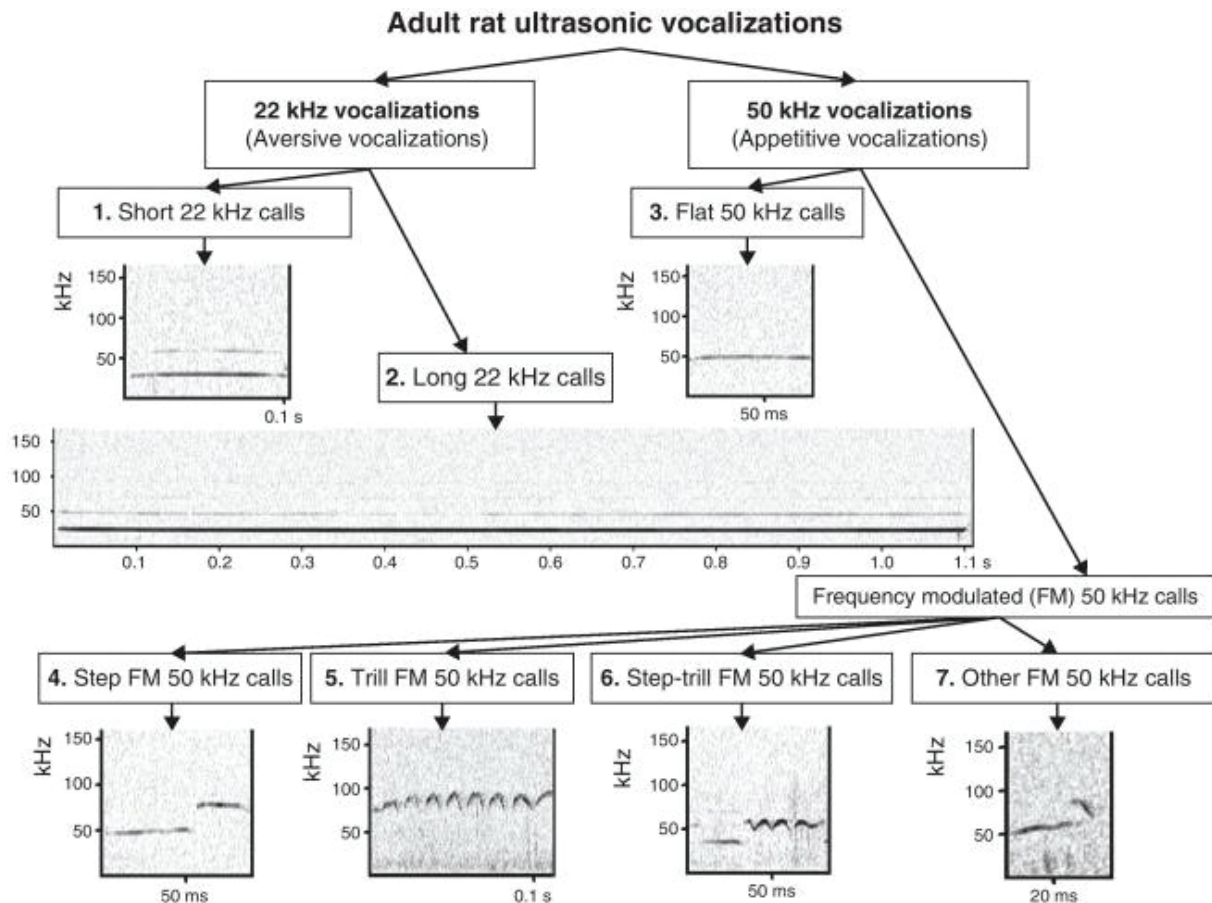 Adult rat ultrasonic vocalizations
22 kHz vocalizations
(Aversive vocalizations)
50 kHz vocalizations
(Appetitive vocalizations)
1. Short 22 kHz calls
3. Flat 50 kHz calls
kHz
150
100
50
0.1 s
kHz
150
100
50
50 ms
2. Long 22 kHz calls
150
100
50
0.1
0.2
0.3
0.4
0.5
0.6
0.7
0.8
0.9
1.0
1.1 s
Frequency modulated (FM) 50 kHz calls
4. Step FM 50 kHz calls
5. Trill FM 50 kHz calls
6. Step-trill FM 50 kHz calls
7. Other FM 50 kHz calls
kHz
150
100
50
50 ms
kHz
150
100
50
0.1 s
kHz
150
100
50
50 ms
kHz
150
100
50
20 ms